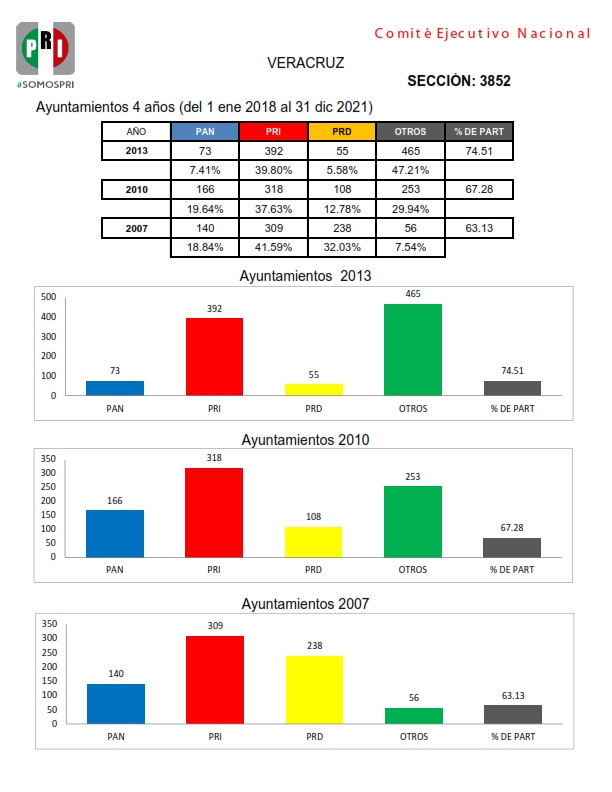 Comité Ejecutivo Nacional
PRI
#SOMOSPRI
VERACRUZ
SECCIÓN: 3852
Ayuntamientos 4 años (del 1 ene 2018 al 31 dic 2021)
AÑO PAN PRI PRD OTROS % DE PART
2013 73 392 55 465 74.51
7.41% 39.80% 5.58% 47.21%
2010 166 318 108 253 67.28
19.64% 37.63% 12.78% 29.94%
2007 140 309 238 56 63.13
18.84% 41.59% 32.03% 7.54%
Ayuntamientos 2013
500
400
300
200
100
0
73 392 55 465 74.51
PAN PRI PRD OTROS % DE PART
Ayuntamientos 2010
350
300
250
200
150
100
50
0
166 318 108 253 67.28
PAN PRI PRD OTROS % DE PART
Ayuntamientos 2007
350
300
250
200
150
100
50
0
140 309 238 56 63.13
PAN PRI PRD OTROS % DE PART